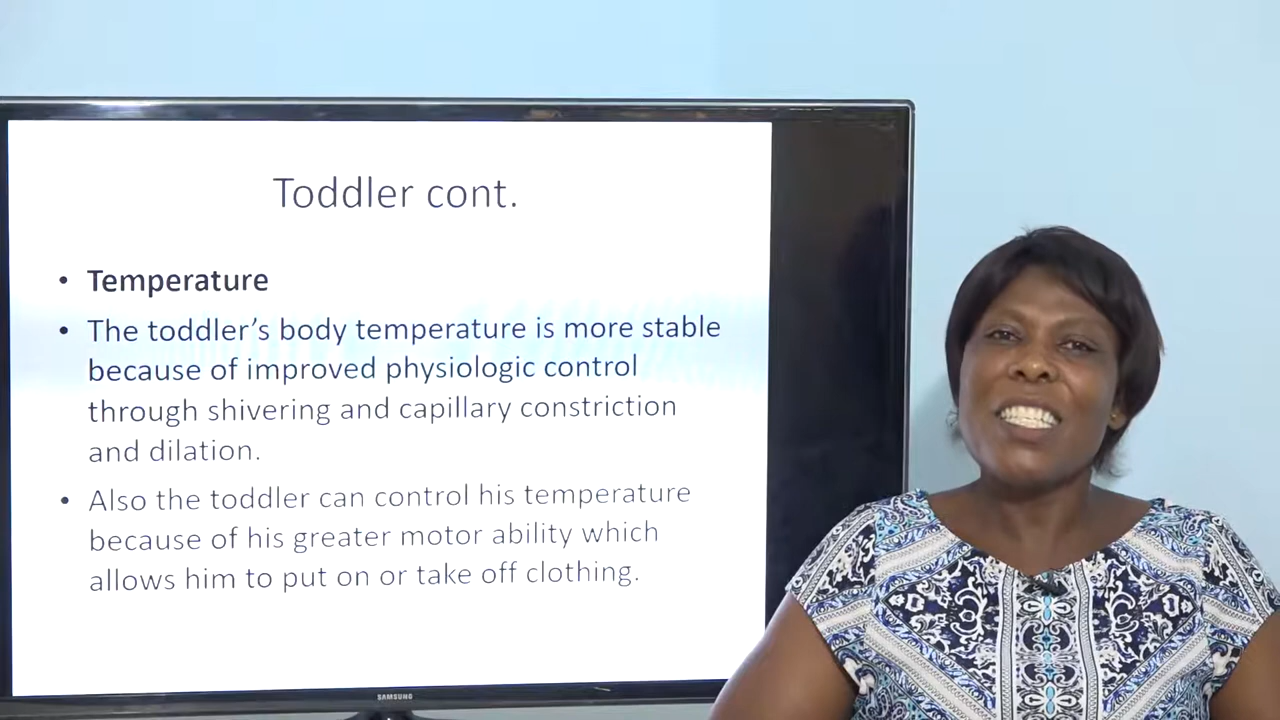 Toddler cont.
• Temperature
• The toddler's body temperature is more stable
because of improved physiologic control
through shivering and capillary constriction
and dilation.
• Also the toddler can control his temperature
because of his greater motor ability which
allows him to put on or take off clothing.
SAMSUNG